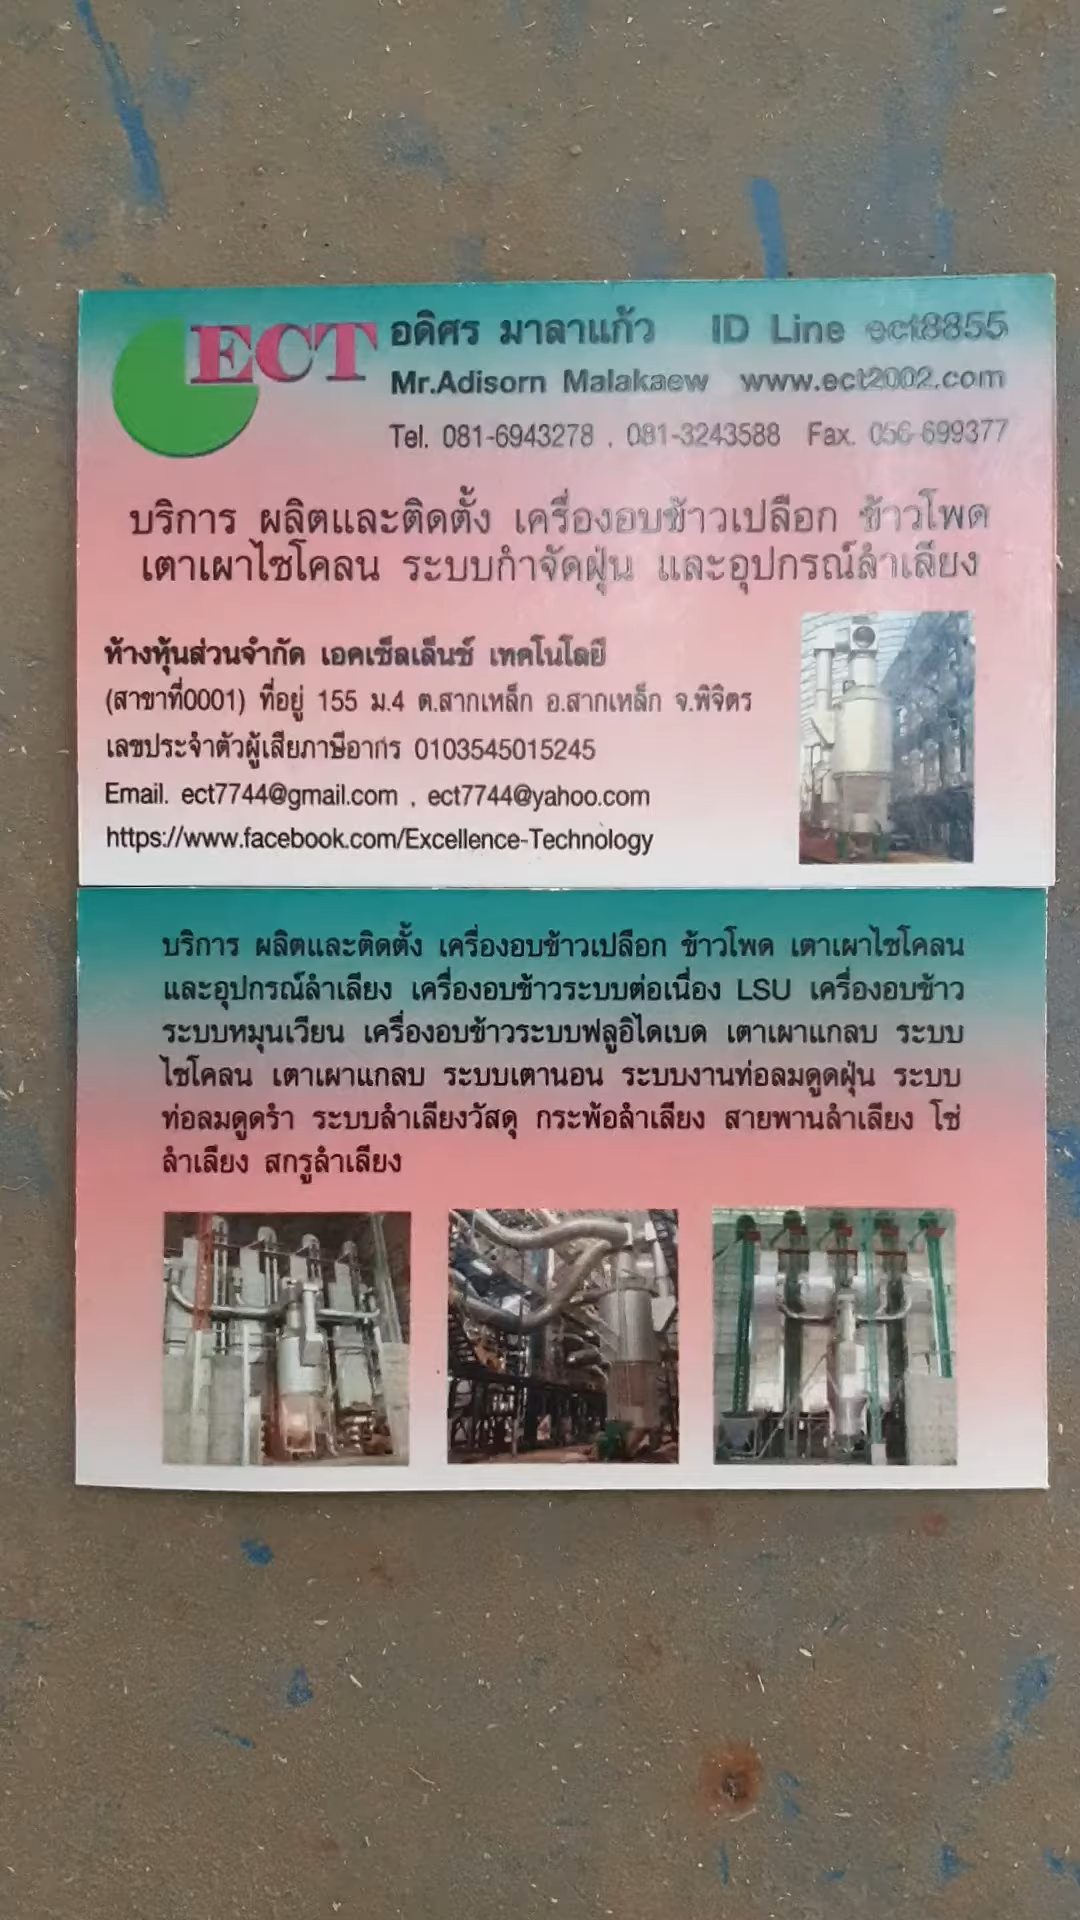 ECT
อดิศร มาลาแก้ว ID Line ect8855
Mr.Adisorn Malakaew www.ect2002.com
Tel. 081-6943278 , 081-3243588 Fax. 056-699377
บริการ ผลิตและติดตั้ง เครื่องอบข้าวเปลือก ข้าวโพด
เตาเผาไซโคลน ระบบกำจัดฝุ่น และอุปกรณ์ลำเลียง
ห้างหุ้นส่วนจำกัด เอคเซ็ลเล็นซ์ เทคโนโลยี
(สาขาที่0001) ที่อยู่ 155 ม.4 ต.สากเหล็ก อ.สากเหล็ก จ.พิจิตร
เลขประจำตัวผู้เสียภาษีอากร 0103545015245
Email. ect7744@gmail.com , ect7744@yahoo.com
https://www.facebook.com/Excellence-Technology
บริการ ผลิตและติดตั้ง เครื่องอบข้าวเปลือก ข้าวโพด เตาเผาไซโคลน
และอุปกรณ์ลำเลียง เครื่องอบข้าวระบบต่อเนื่อง LSU เครื่องอบข้าว
ระบบหมุนเวียน เครื่องอบข้าวระบบฟลูอิไดเบด เตาเผาแกลบ ระบบ
ไซโคลน เตาเผาแกลบ ระบบเตานอน ระบบงานท่อลมดูดฝุ่น ระบบ
ท่อลมดูดรำ ระบบลำเลียงวัสดุ กระพ้อลำเลียง สายพานลำเลียง โซ่
ลำเลียง สกรูลำเลียง